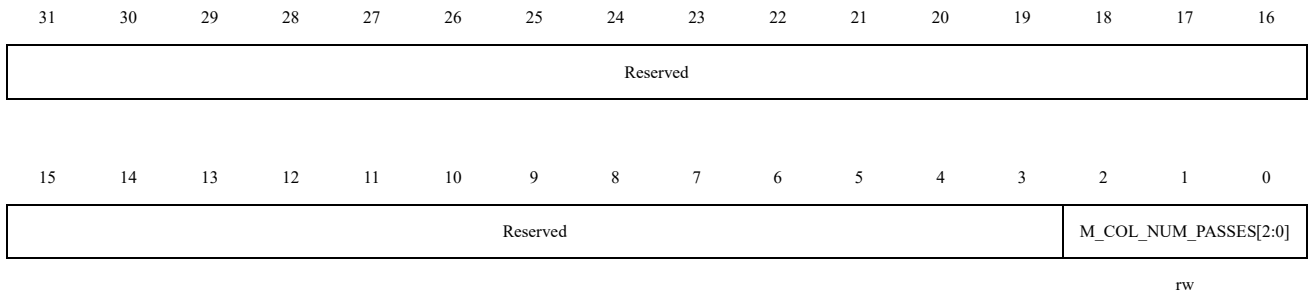 31 30 29 28 27 26 25 24 23 22 21 20 19 18 17 16
Reserved
15 14 13 12 11 10 9 8 7 6 5 4 3 2 1 0
Reserved M_COL_NUM_PASSES[2:0]
rw